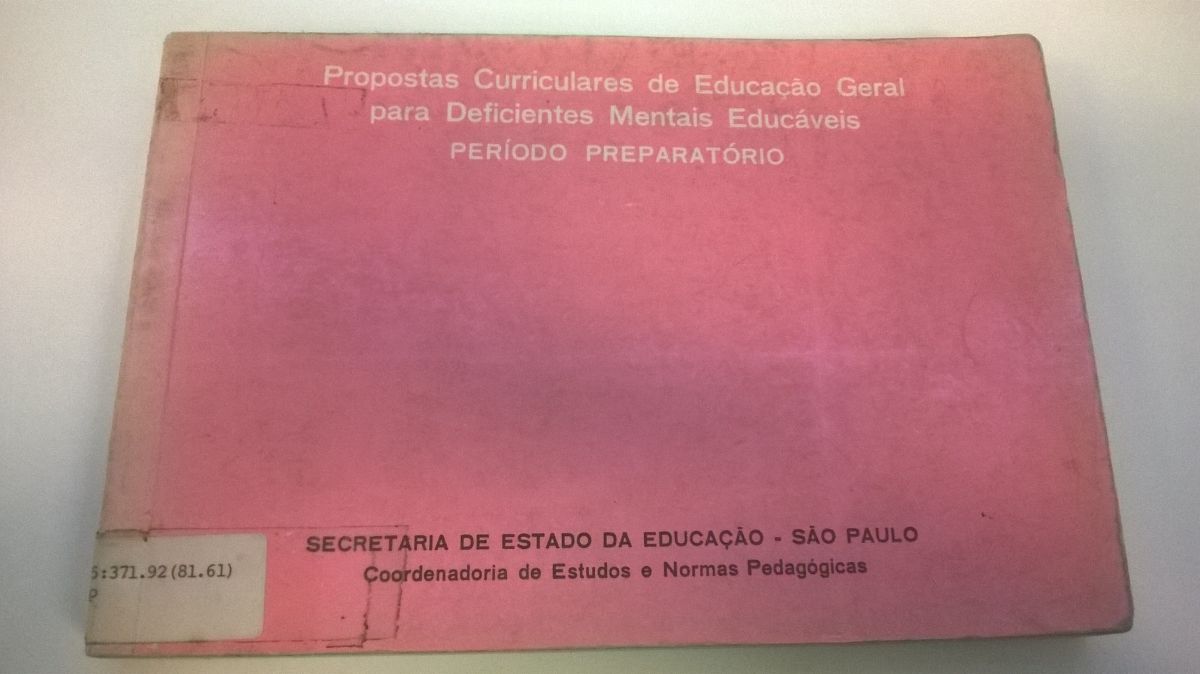 Propostas Curriculares de Educação Geral
para Deficientes Mentais Educáveis
PERÍODO PREPARATÓRIO
SECRETARIA DE ESTADO DA EDUCAÇÃO - SÃO PAULO
Coordenadoria de Estudos e Normas Pedagógicas
5:371.92(81.61)
P